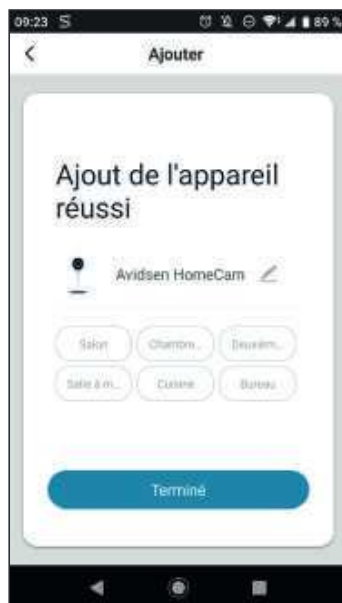 09:23 89 %
Ajouter
Ajout de l'appareil
réussi
Avidsen HomeCam
Salon Chambre... Deuxièm...
Salle à m... Cuisine Bureau
Terminé